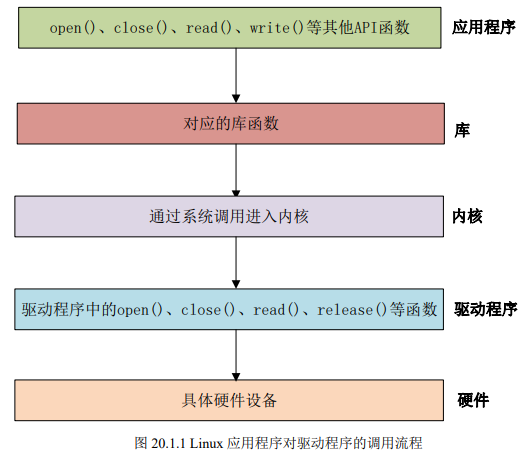 open()、close()、read()、write()等其他API函数 应用程序
对应的库函数 库
通过系统调用进入内核 内核
驱动程序中的open()、close()、read()、release()等函数 驱动程序
具体硬件设备 硬件
图 20.1.1 Linux 应用程序对驱动程序的调用流程